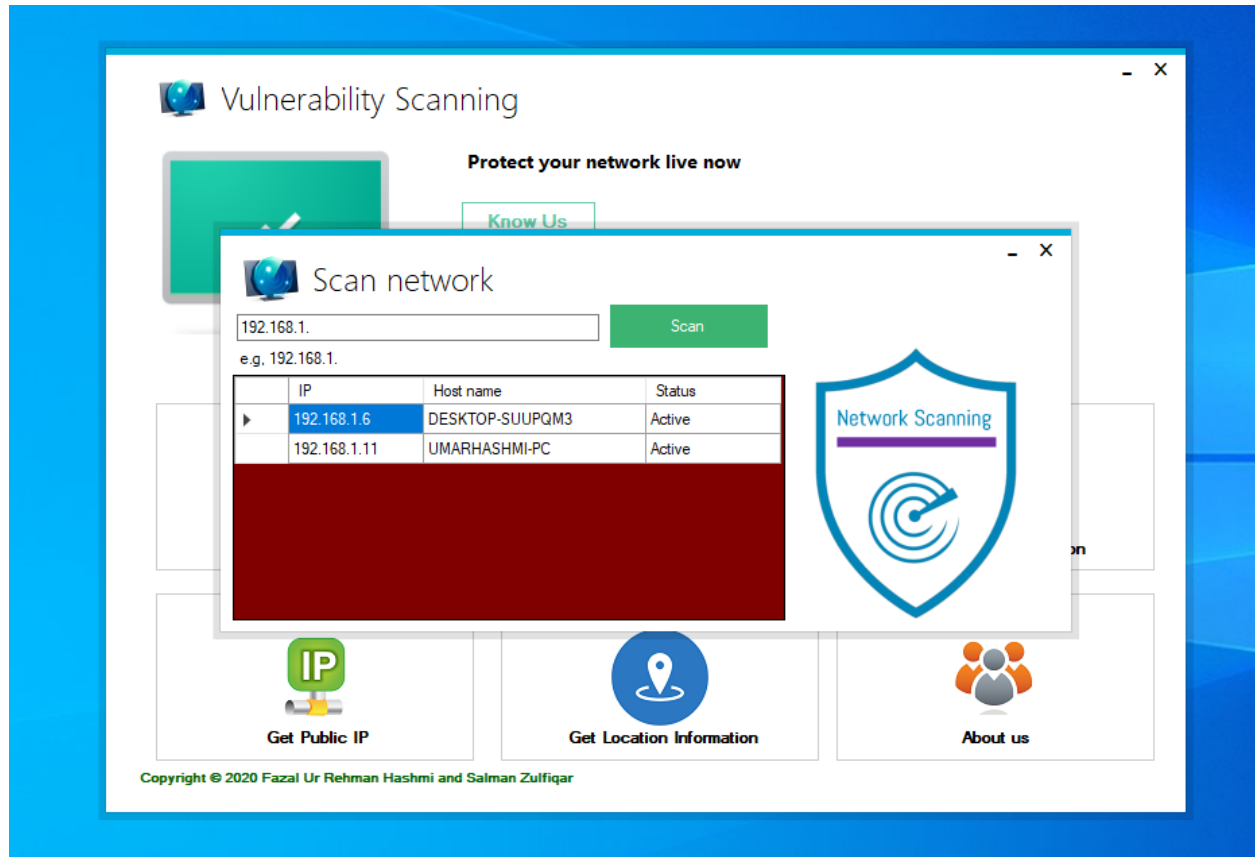 Vulnerability Scanning
Protect your network live now
Know Us
Scan network
192.168.1.
Scan
e.g, 192.168.1.
IP Host name Status
192.168.1.6 DESKTOP-SUUPQM3 Active
192.168.1.11 UMARHASHMI-PC Active
Network Scanning
IP
Get Public IP Get Location Information About us
Copyright © 2020 Fazal Ur Rehman Hashmi and Salman Zulfiqar